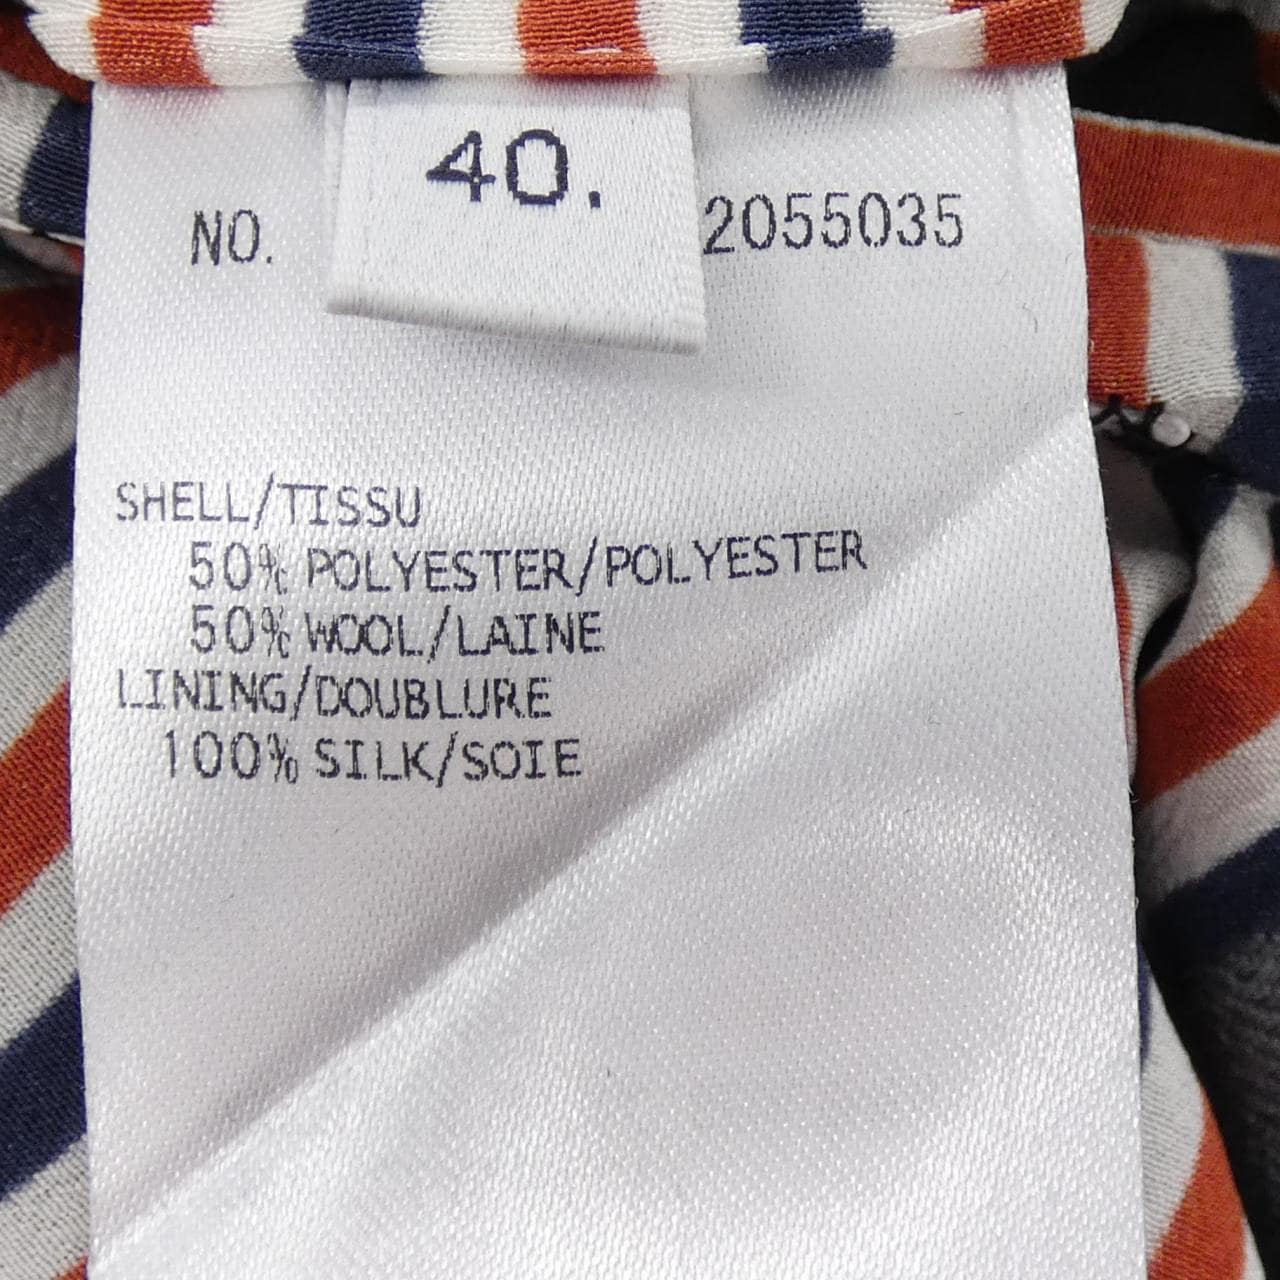 40.
NO. 2055035
SHELL/TISSU
50% POLYESTER/POLYESTER
50% WOOL/LAINE
LINING/DOUBLURE
100% SILK/SOIE